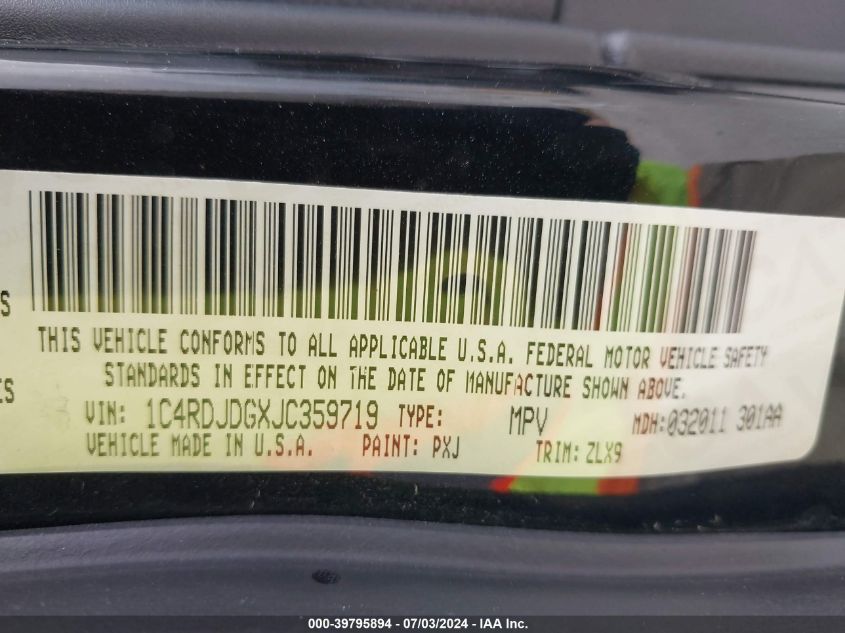 THIS VEHICLE CONFORMS TO ALL APPLICABLE U.S.A. FEDERAL MOTOR VEHICLE SAFETY
STANDARDS IN EFFECT ON THE DATE OF MANUFACTURE SHOWN ABOVE.
VIN: 1C4RDJDGXJC359719 TYPE: MPV MDH:032011 301AA
VEHICLE MADE IN U.S.A. PAINT: PXJ TRIM: ZLX9
000-39795894 - 07/03/2024 - IAA Inc.